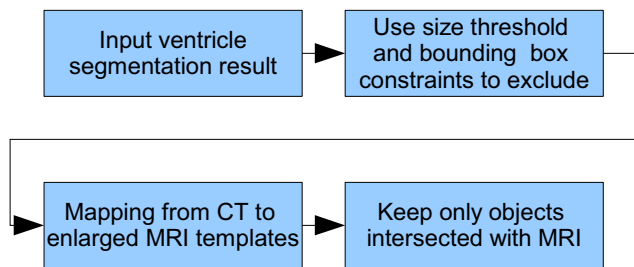 Input ventricle
segmentation result
Use size threshold
and bounding box
constraints to exclude
Mapping from CT to
enlarged MRI templates
Keep only objects
intersected with MRI